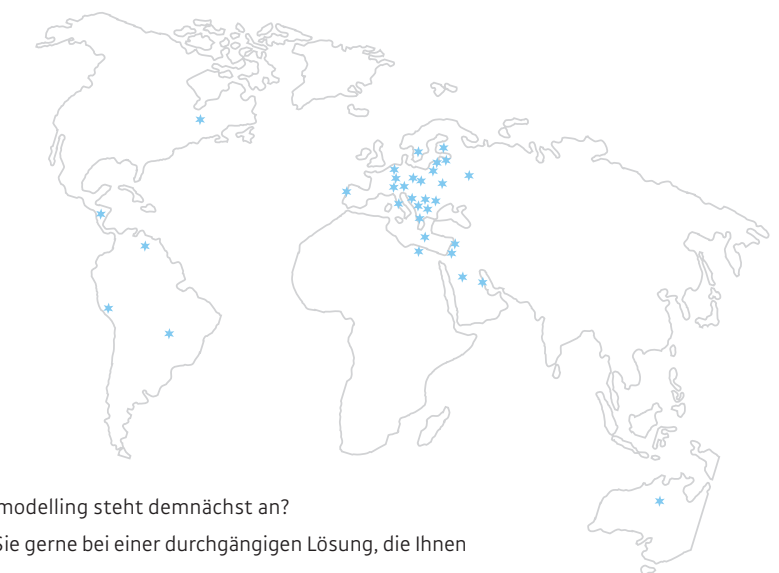 modelling steht demnächst an?
Sie gerne bei einer durchgängigen Lösung, die Ihnen